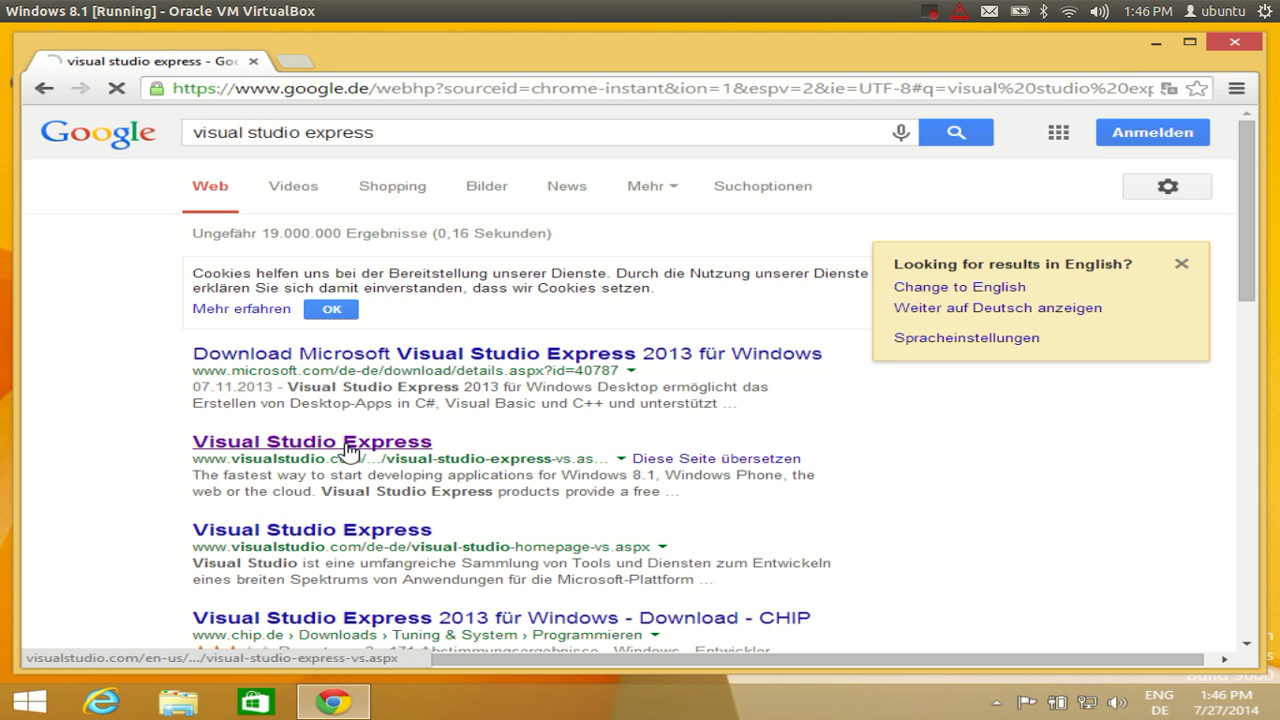 Windows 8.1 [Running] - Oracle VM VirtualBox
1:46 PM
ubuntu
visual studio express - Goo
https://www.google.de/webhp?sourceid=chrome-instant&ion=1&espv=2&ie=UTF-8#q=visual%20studio%20exp
Google
visual studio express
Anmelden
Web
Videos
Shopping
Bilder
News
Mehr
Suchoptionen
Ungefähr 19.000.000 Ergebnisse (0,16 Sekunden)
Cookies helfen uns bei der Bereitstellung unserer Dienste. Durch die Nutzung unserer Dienste
erklären Sie sich damit einverstanden, dass wir Cookies setzen.
Mehr erfahren
OK
Looking for results in English?
Change to English
Weiter auf Deutsch anzeigen
Spracheinstellungen
Download Microsoft Visual Studio Express 2013 für Windows
www.microsoft.com/de-de/download/details.aspx?id=40787
07.11.2013 - Visual Studio Express 2013 für Windows Desktop ermöglicht das
Erstellen von Desktop-Apps in C#, Visual Basic und C++ und unterstützt ...
Visual Studio Express
www.visualstudio.c /.../visual-studio-express-vs.as... Diese Seite übersetzen
The fastest way to start developing applications for Windows 8.1, Windows Phone, the
web or the cloud. Visual Studio Express products provide a free ...
Visual Studio Express
www.visualstudio.com/de-de/visual-studio-homepage-vs.aspx
Visual Studio ist eine umfangreiche Sammlung von Tools und Diensten zum Entwickeln
eines breiten Spektrums von Anwendungen für die Microsoft-Plattform ...
Visual Studio Express 2013 für Windows - Download - CHIP
www.chip.de › Downloads › Tuning & System › Programmieren
visualstudio.com/en-us/.../visual-studio-express-vs.aspx
ENG
DE
1:46 PM
7/27/2014